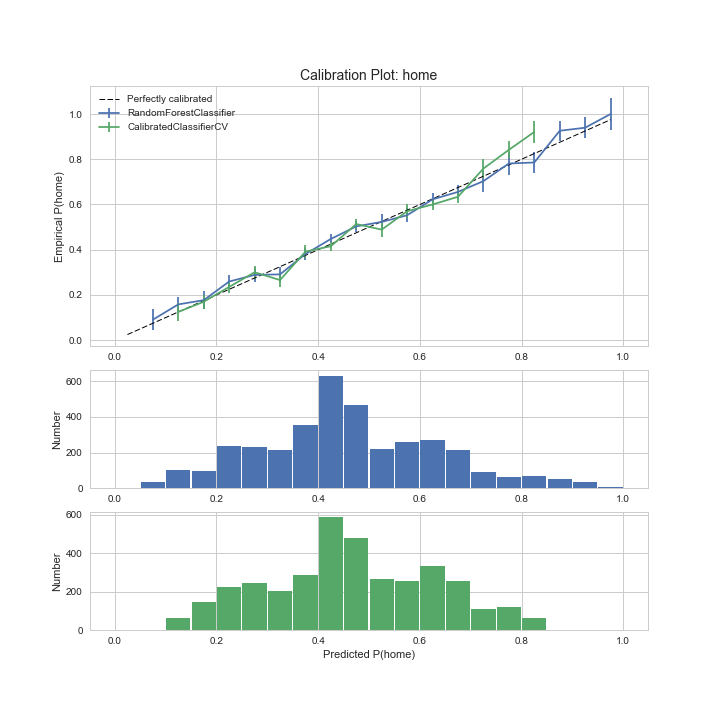 Calibration Plot: home
Perfectly calibrated
RandomForestClassifier
CalibratedClassifierCV
Empirical P(home)
1.0
0.8
0.6
0.4
0.2
0.0
0.0 0.2 0.4 0.6 0.8 1.0
Number
600
400
200
0
0.0 0.2 0.4 0.6 0.8 1.0
Number
600
400
200
0
0.0 0.2 0.4 0.6 0.8 1.0
Predicted P(home)